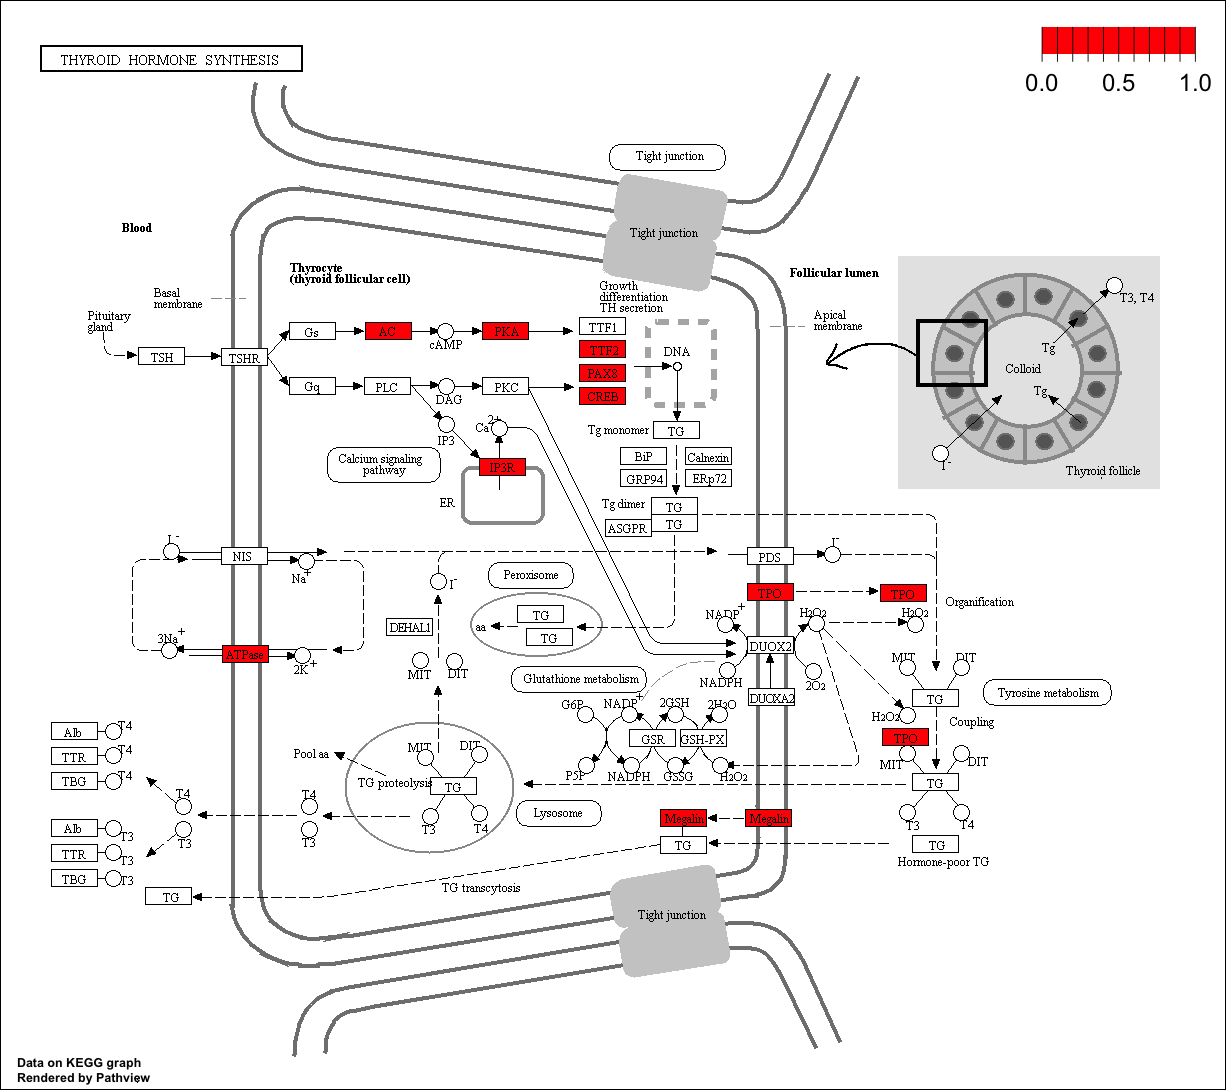 THYROID HORMONE SYNTHESIS
0.0 0.5 1.0
Tight junction
Tight junction
Blood
Thyrocyte
(thyroid follicular cell)
Follicular lumen
Basal
membrane
Growth
differentiation
TH secretion
Apical
membrane
T3, T4
Tg
Colloid
Tg
I-
Thyroid follicle
Pituitary
gland
TSH
TSHR
Gs
AC
cAMP
PKA
TTF1
TTF2
PAX8
CREB
DNA
Gq
PLC
DAG
PKC
IP3
Ca2+
IP3R
ER
Calcium signaling
pathway
Tg monomer
TG
BiP
Calnexin
GRP94
ERp72
Tg dimer
TG
ASGPR
TG
I-
NIS
Na+
I-
PDS
I-
Peroxisome
TG
TG
aa
DEHAL1
MIT
DIT
TPO
TPO
Organification
NADP+
H2O2
H2O2
DUOX2
NADPH
2O2
DUOXA2
3Na+
ATPase
2K+
Glutathione metabolism
G6P
NADP+
2GSH
2H2O
GSR
GSH-PX
P5P
NADPH
GSSG
H2O2
MIT
DIT
TG
Tyrosine metabolism
H2O2
Coupling
TPO
MIT
DIT
TG
T3
T4
TG
Hormone-poor TG
Alb
T4
TTR
T4
TBG
T4
Alb
T3
TTR
T3
TBG
T3
T4
T3
T4
T3
Pool aa
TG proteolysis
MIT
DIT
TG
T3
T4
Lysosome
Megalin
Megalin
TG
TG transcytosis
TG
Tight junction
Data on KEGG graph
Rendered by Pathview